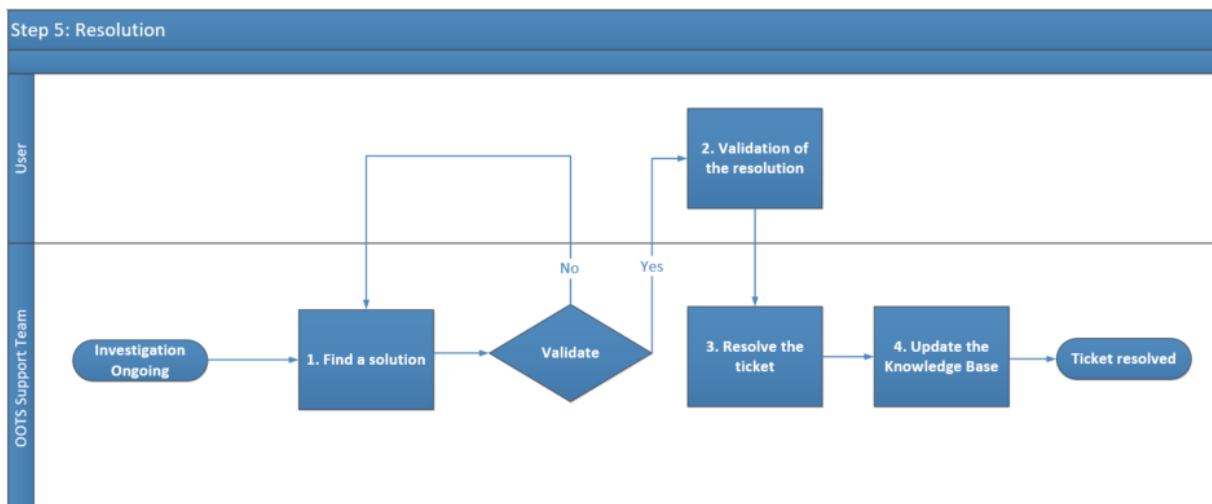 Step 5: Resolution
User
2. Validation of
the resolution
No
Yes
OOTS Support Team
Investigation
Ongoing
1. Find a solution
Validate
3. Resolve the
ticket
4. Update the
Knowledge Base
Ticket resolved